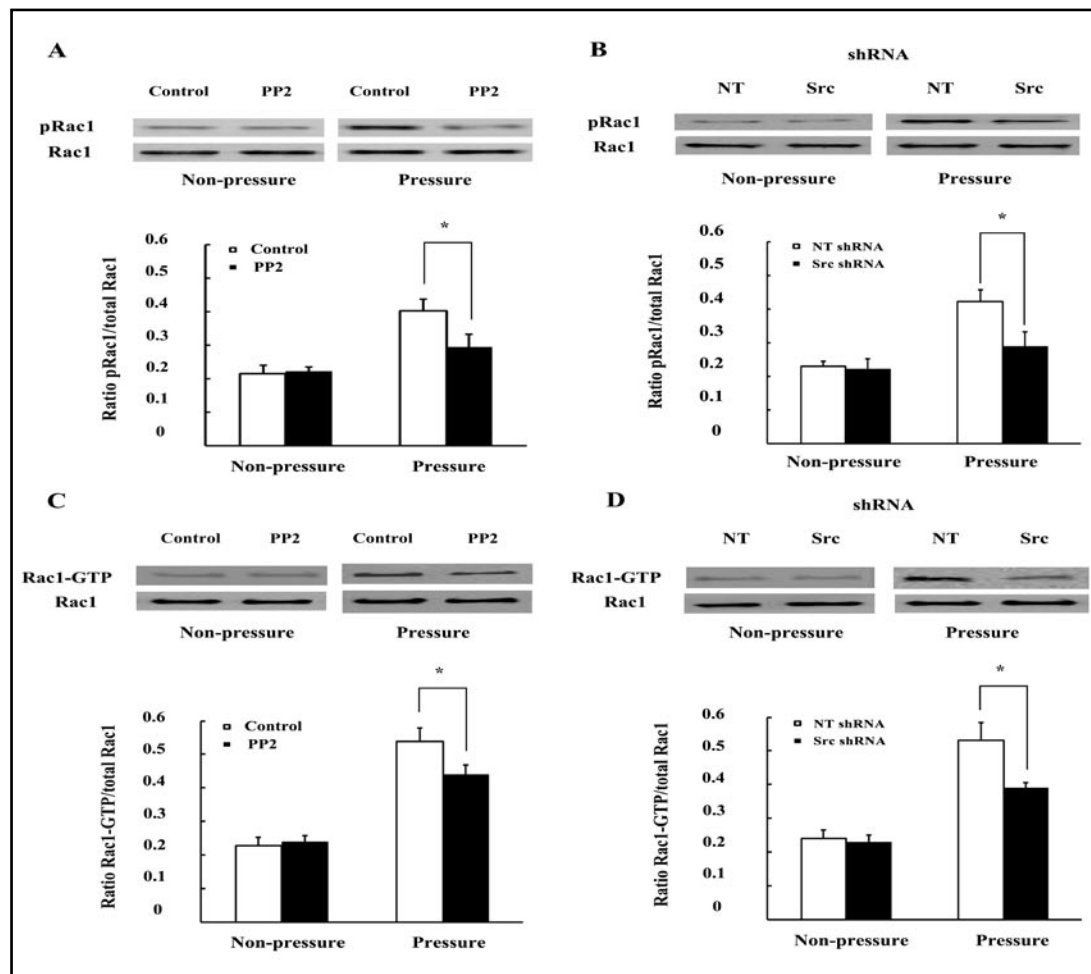 A
Control PP2 Control PP2
pRac1
Rac1
Non-pressure Pressure
*
0.6
0.5
0.4
0.3
0.2
0.1
0
Ratio pRac1/total Rac1
Control
PP2
Non-pressure Pressure
B
shRNA
NT Src NT Src
pRac1
Rac1
Non-pressure Pressure
*
0.6
0.5
0.4
0.3
0.2
0.1
0
Ratio pRac1/total Rac1
NT shRNA
Src shRNA
Non-pressure Pressure
C
Control PP2 Control PP2
Rac1-GTP
Rac1
Non-pressure Pressure
*
0.6
0.5
0.4
0.3
0.2
0.1
0
Ratio Rac1-GTP/total Rac1
Control
PP2
Non-pressure Pressure
D
shRNA
NT Src NT Src
Rac1-GTP
Rac1
Non-pressure Pressure
*
0.6
0.5
0.4
0.3
0.2
0.1
0
Ratio Rac1-GTP/total Rac1
NT shRNA
Src shRNA
Non-pressure Pressure